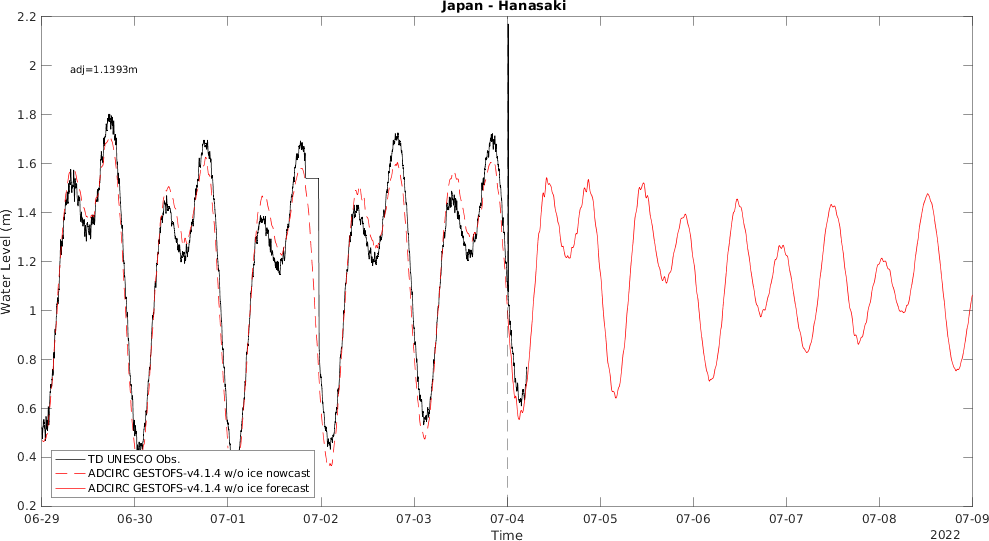 Japan - Hanasaki
2.2
2
1.8
1.6
1.4
1.2
1
0.8
0.6
0.4
0.2
Water Level (m)
adj=1.1393m
TD UNESCO Obs.
ADCIRC GESTOFS-v4.1.4 w/o ice nowcast
ADCIRC GESTOFS-v4.1.4 w/o ice forecast
06-29 06-30 07-01 07-02 07-03 07-04 07-05 07-06 07-07 07-08 07-09
Time
2022